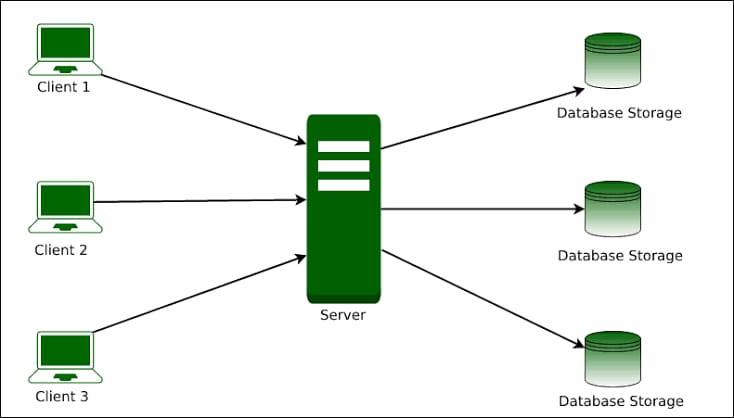 Client 1
Database Storage
Client 2
Database Storage
Server
Client 3
Database Storage